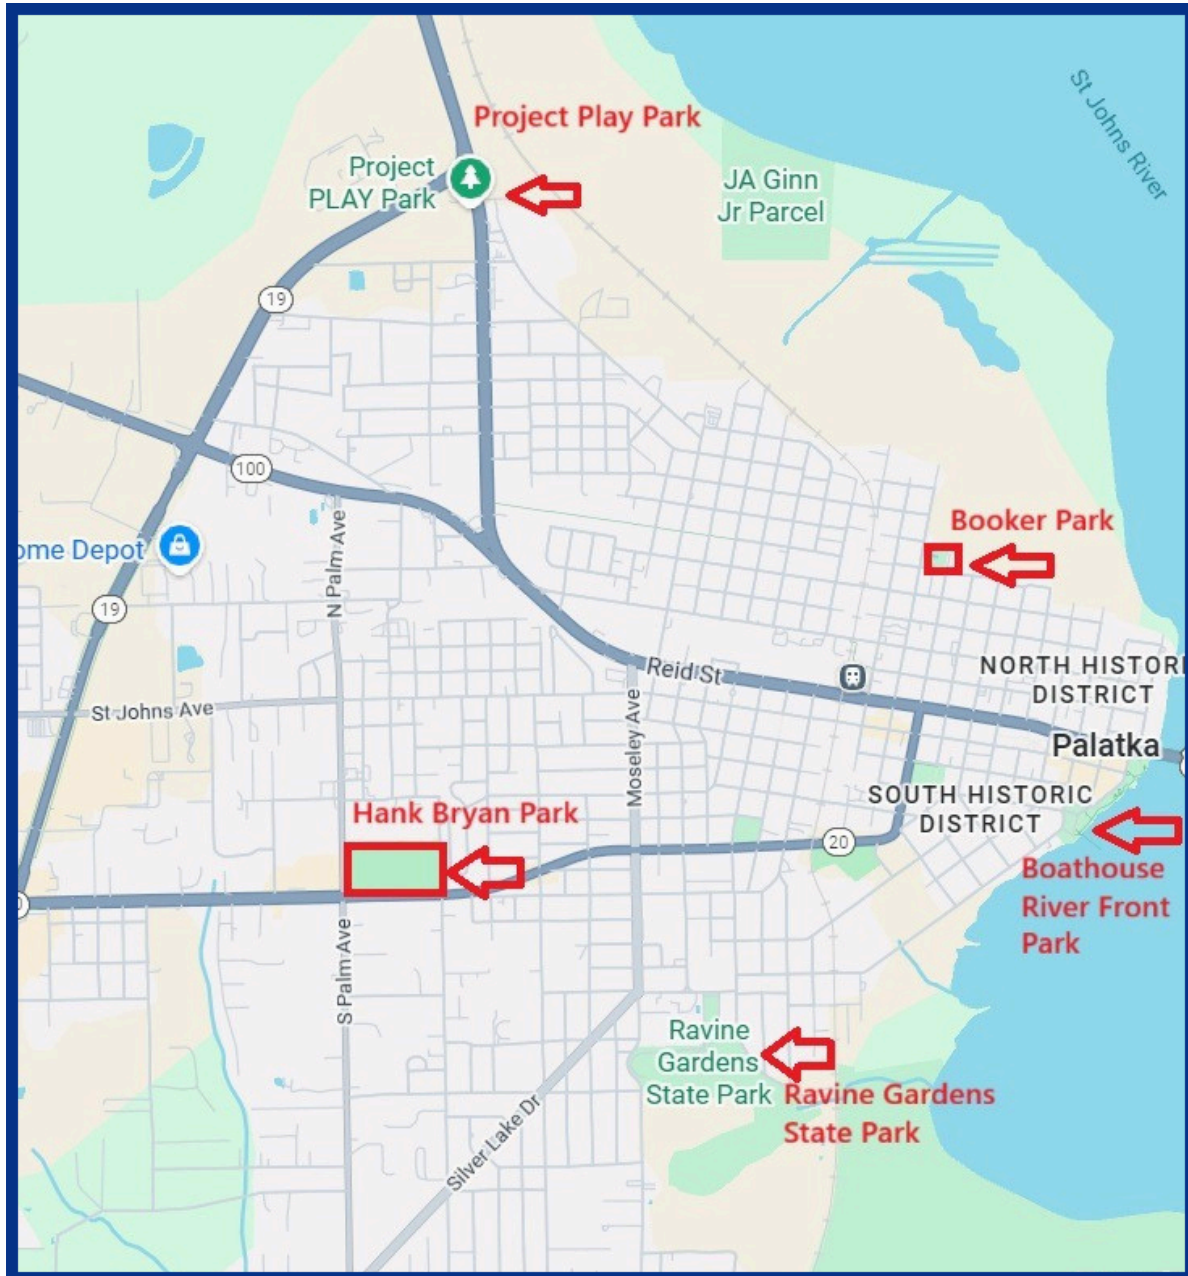 St Johns River
Project Play Park
Project
PLAY Park
JA Ginn
Jr Parcel
19
100
Booker Park
ome Depot
N Palm Ave
19
Reid St
NORTH HISTORI
DISTRICT
St Johns Ave
Moseley Ave
Palatka
SOUTH HISTORIC
DISTRICT
Hank Bryan Park
20
Boathouse
River Front
Park
S Palm Ave
Ravine
Gardens
State Park
Ravine Gardens
State Park
Silver Lake Dr